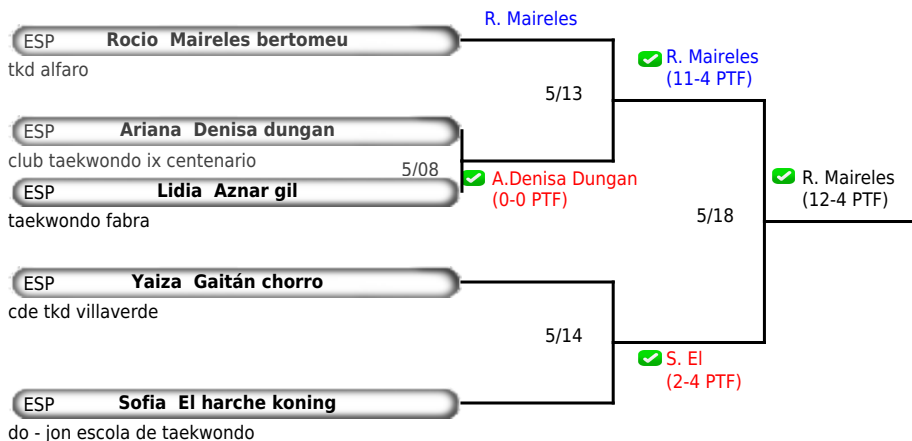 R. Maireles
ESP Rocio Maireles bertomeu
tkd alfaro
R. Maireles
(11-4 PTF)
5/13
ESP Ariana Denisa dungan
club taekwondo ix centenario
5/08
A.Denisa Dungan
(0-0 PTF)
ESP Lidia Aznar gil
taekwondo fabra
R. Maireles
(12-4 PTF)
5/18
ESP Yaiza Gaitán chorro
cde tkd villaverde
5/14
S. El
(2-4 PTF)
ESP Sofia El harche koning
do - jon escola de taekwondo